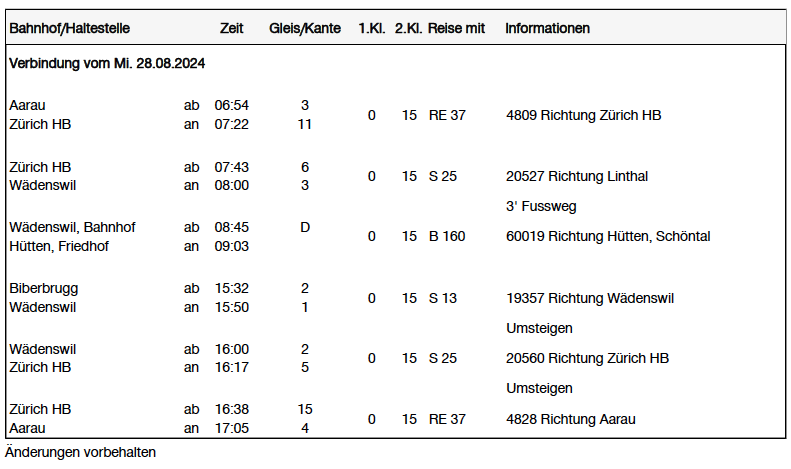 Bahnhof/Haltestelle Zeit Gleis/Kante 1.Kl. 2.Kl. Reise mit Informationen
Verbindung vom Mi. 28.08.2024
Aarau ab 06:54 3
0 15 RE 37 4809 Richtung Zürich HB
Zürich HB an 07:22 11
Zürich HB ab 07:43 6
0 15 S 25 20527 Richtung Linthal
Wädenswil an 08:00 3
3' Fussweg
Wädenswil, Bahnhof ab 08:45 D
0 15 B 160 60019 Richtung Hütten, Schöntal
Hütten, Friedhof an 09:03
Biberbrugg ab 15:32 2
0 15 S 13 19357 Richtung Wädenswil
Wädenswil an 15:50 1
Umsteigen
Wädenswil ab 16:00 2
0 15 S 25 20560 Richtung Zürich HB
Zürich HB an 16:17 5
Umsteigen
Zürich HB ab 16:38 15
0 15 RE 37 4828 Richtung Aarau
Aarau an 17:05 4
Änderungen vorbehalten